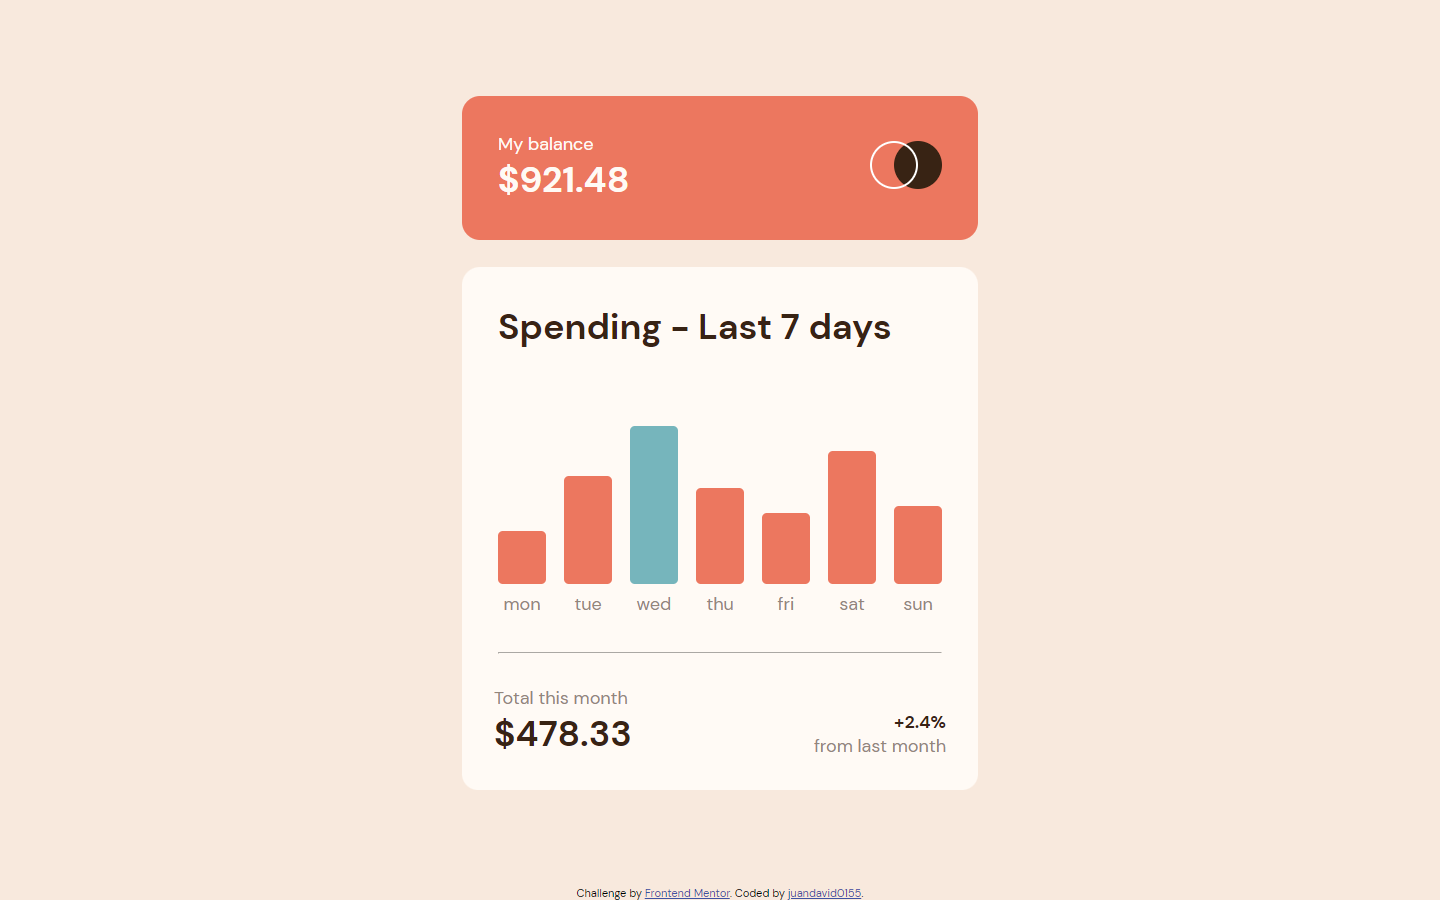 My balance
$921.48
Spending - Last 7 days
mon tue wed thu fri sat sun
Total this month
$478.33
+2.4%
from last month
Challenge by Frontend Mentor. Coded by juandavid0155.